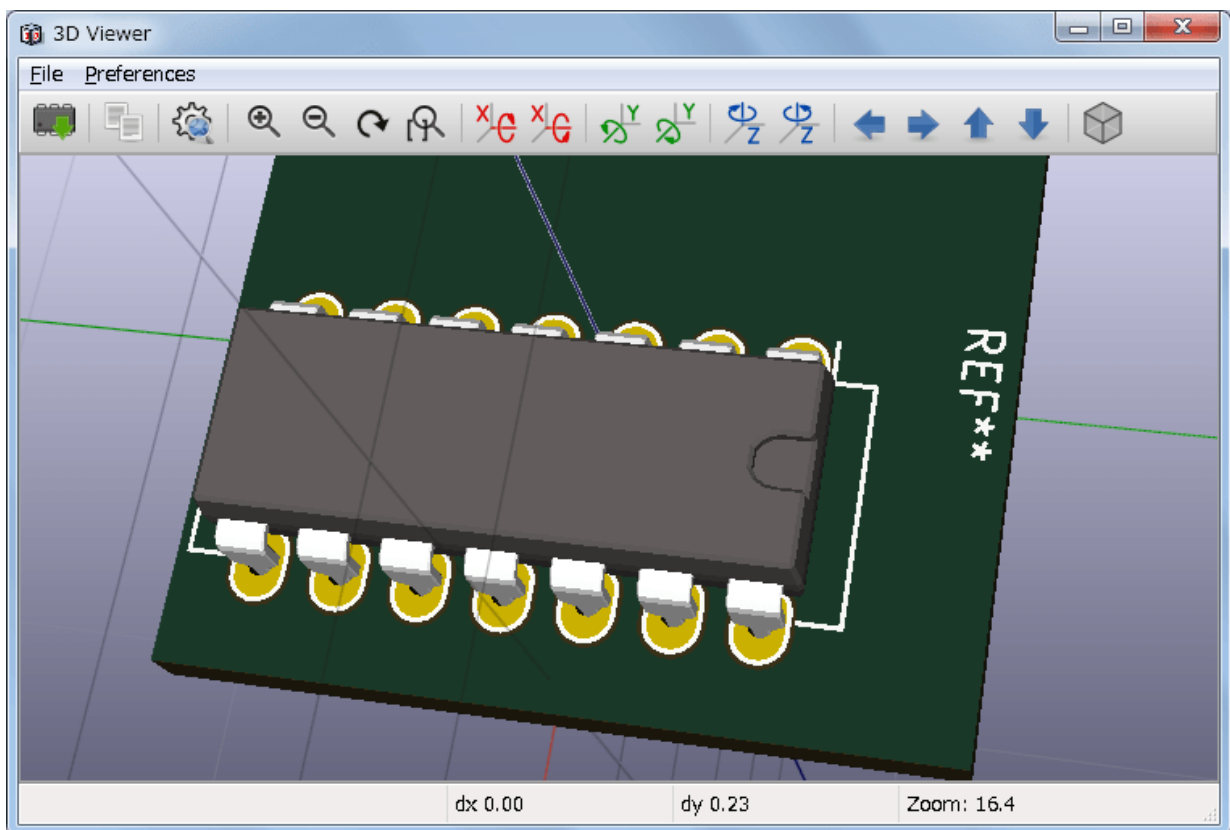 3D Viewer
File Preferences
X X Y Y Z Z
REF**
dx 0.00 dy 0.23 Zoom: 16.4